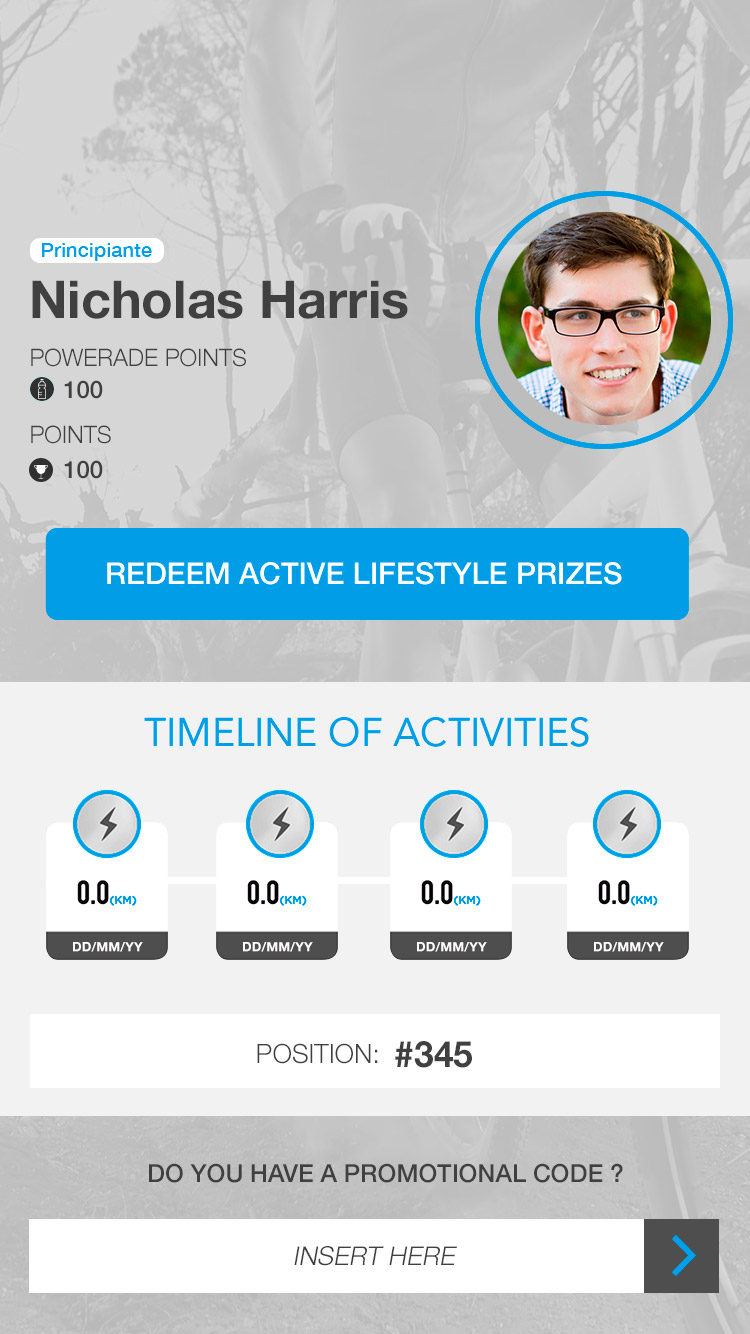 Principiante
Nicholas Harris
POWERADE POINTS
100
POINTS
100
REDEEM ACTIVE LIFESTYLE PRIZES
TIMELINE OF ACTIVITIES
0.0(KM) 0.0(KM) 0.0(KM) 0.0(KM)
DD/MM/YY DD/MM/YY DD/MM/YY DD/MM/YY
POSITION: #345
DO YOU HAVE A PROMOTIONAL CODE ?
INSERT HERE